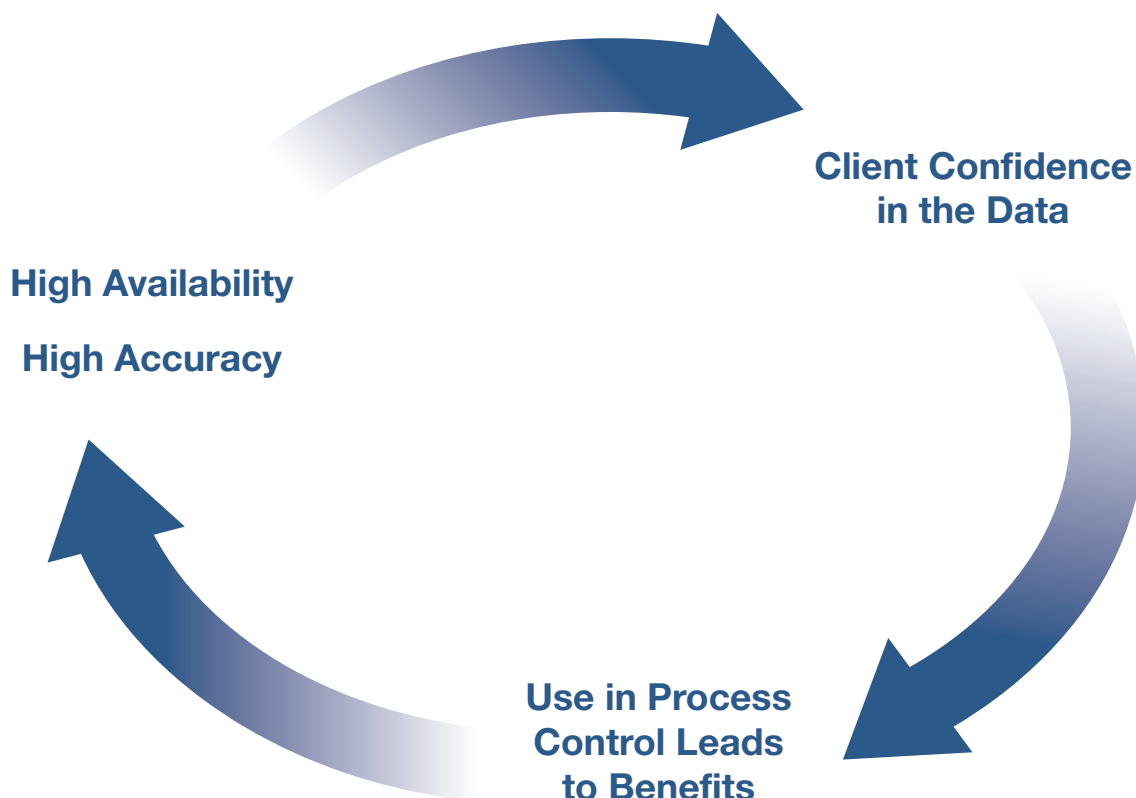 Client Confidence
in the Data
High Availability
High Accuracy
Use in Process
Control Leads
to Benefits